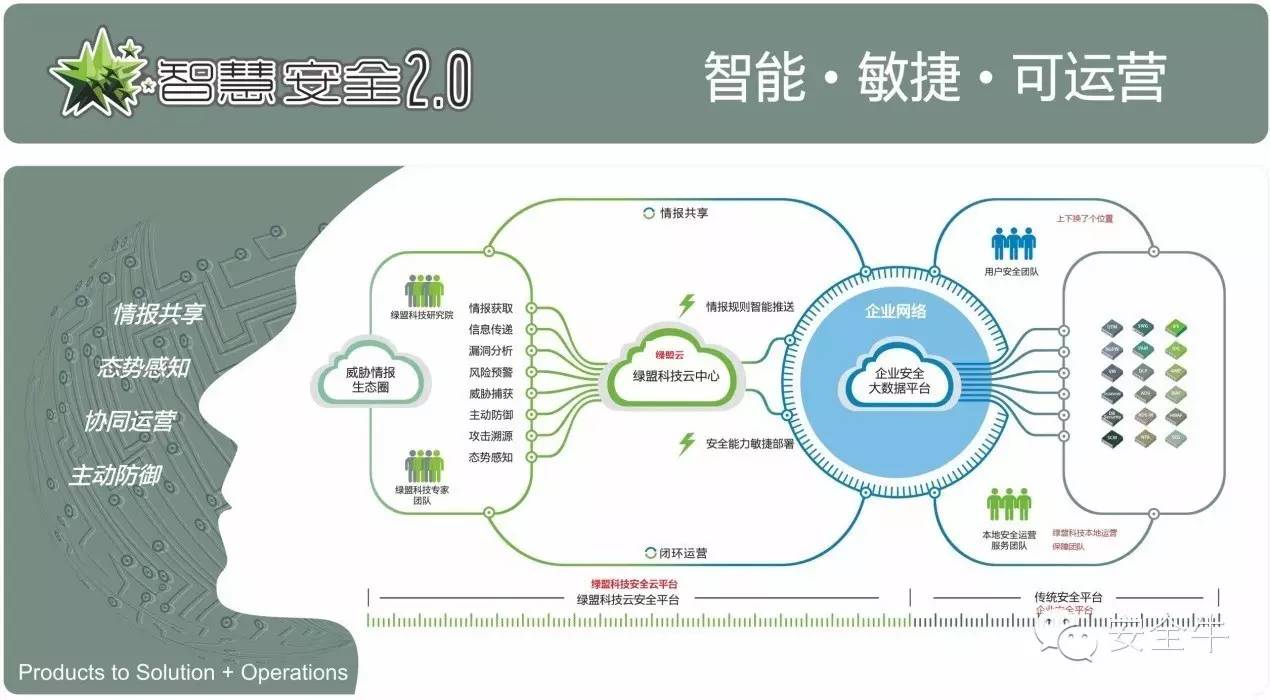 智慧安全2.0
智能·敏捷·可运营
情报共享
态势感知
协同运营
主动防御
Products to Solution + Operations
情报共享
绿盟科技研究院
威胁情报
生态圈
绿盟科技专家
团队
情报获取
信息传递
漏洞分析
风险预警
威胁捕获
主动防御
攻击溯源
态势感知
绿盟云
绿盟科技云中心
情报规则智能推送
安全能力敏捷部署
闭环运营
企业网络
企业安全
大数据平台
用户安全团队
上下换了个位置
本地安全运营
服务团队
绿盟科技本地运营
保障团队
绿盟科技安全云平台
绿盟科技云安全平台
传统安全平台
企业安全平台
安全牛